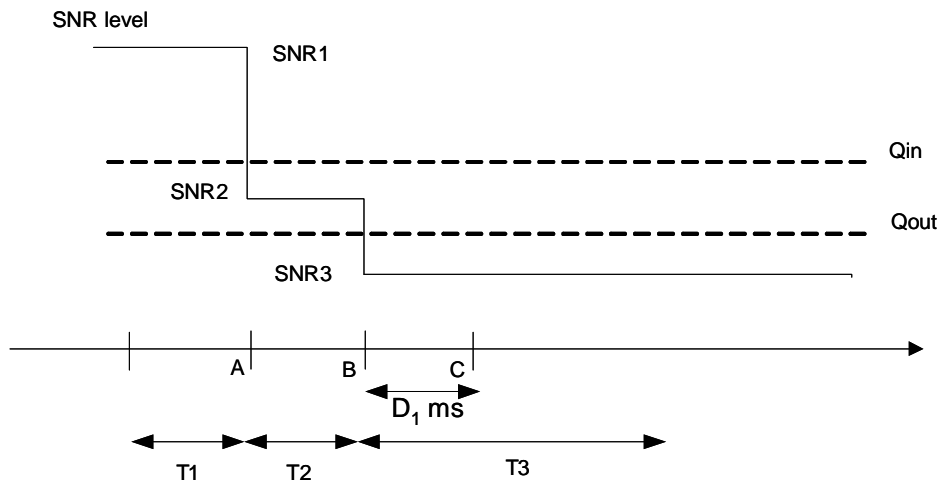 SNR level
SNR1
Qin
SNR2
Qout
SNR3
A
B
C
D₁ ms
T1
T2
T3